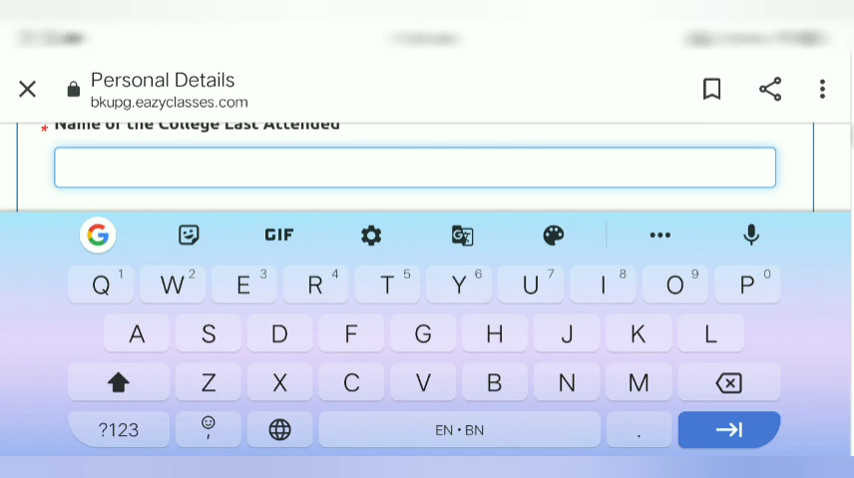 Personal Details
bkupg.eazyclasses.com
* Name of the College Last Attended
G GIF
Q 1 W 2 E 3 R 4 T 5 Y 6 U 7 I 8 O 9 P 0
A S D F G H J K L
Z X C V B N M
?123 , EN • BN .